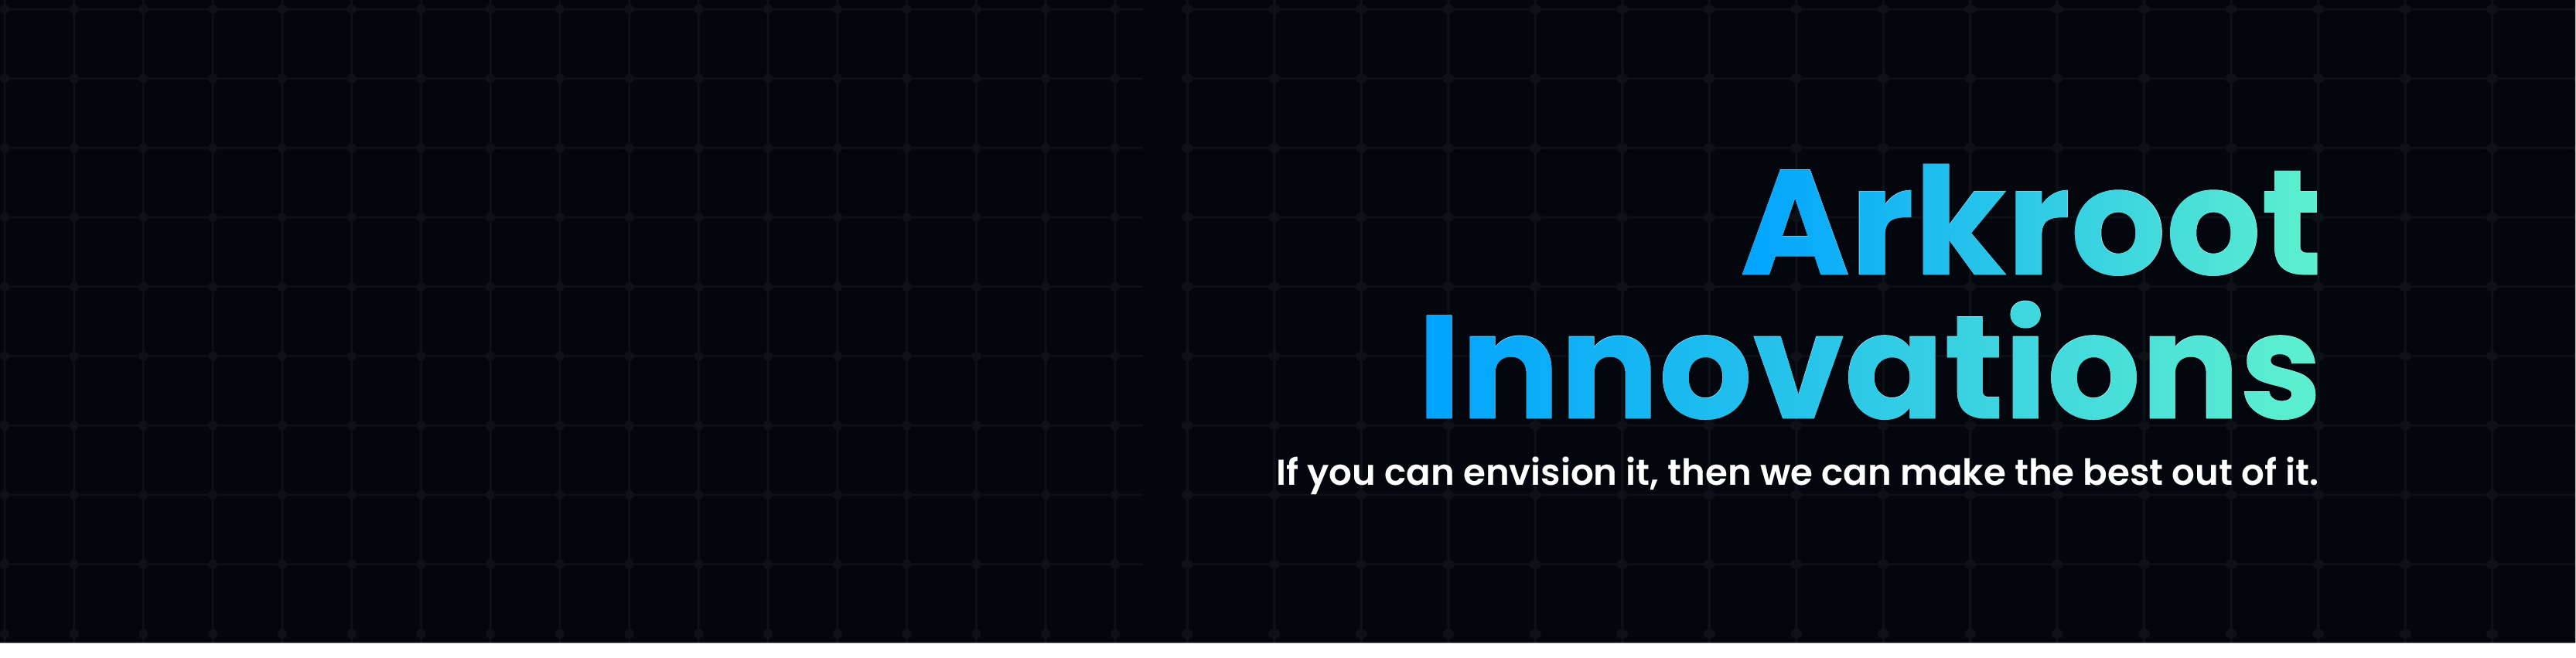 Arkroot
Innovations
If you can envision it, then we can make the best out of it.